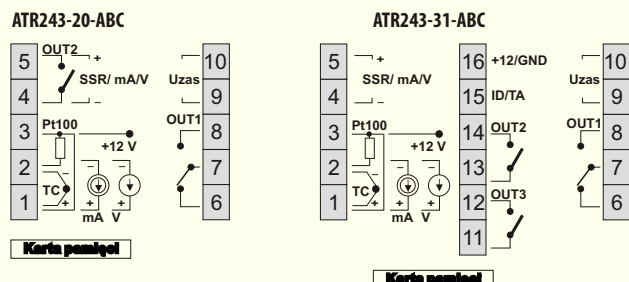 ATR243-20-ABC
5
4
3
2
1
OUT2
+
SSR/ mA/V
–
Pt100
+12 V
–
TC
+
–
+
mA
–
+
V
Uzas
OUT1
10
9
8
7
6
Karta pamięci
ATR243-31-ABC
5
4
3
2
1
+
SSR/ mA/V
–
Pt100
+12 V
–
TC
+
–
+
mA
–
+
V
16
15
14
13
12
11
+12/GND
ID/TA
OUT2
OUT3
Uzas
OUT1
10
9
8
7
6
Karta pamięci